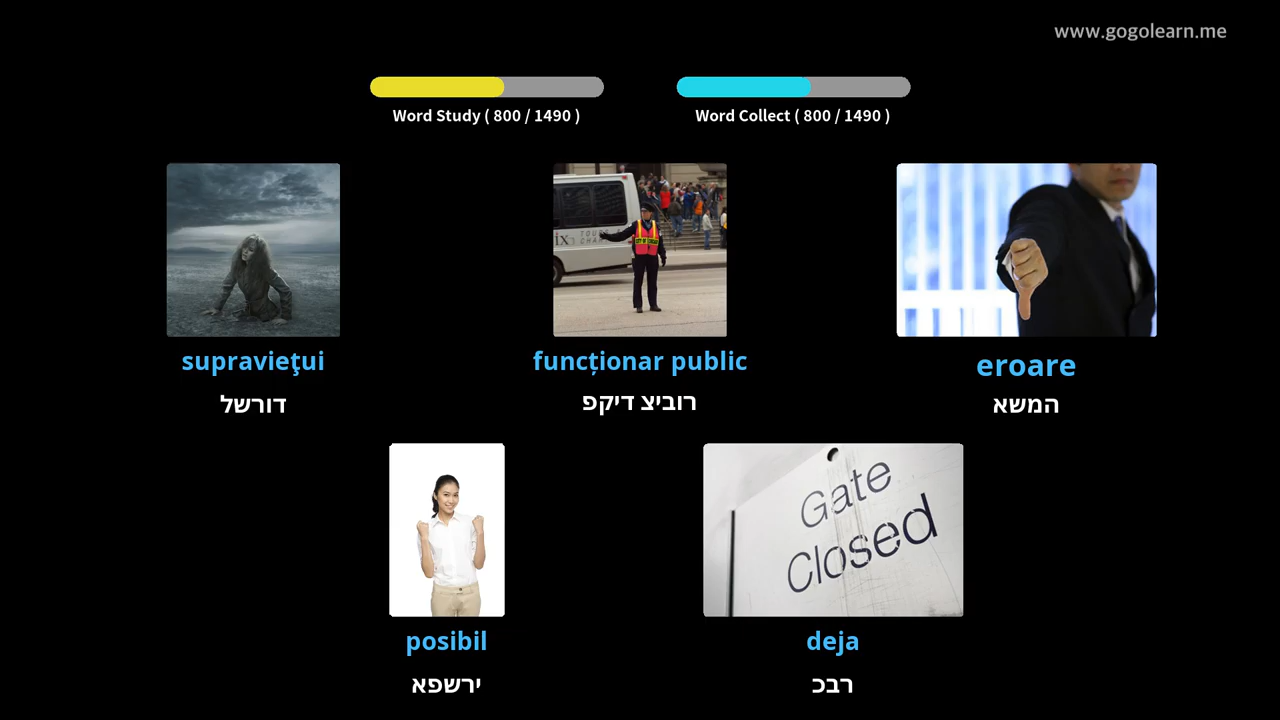 www.gogolearn.me
Word Study ( 800 / 1490 )
Word Collect ( 800 / 1490 )
supravieţui
דורשל
funcționar public
רוביצ דיקפ
eroare
המשא
posibil
ירשפא
Gate
Closed
deja
רבכ